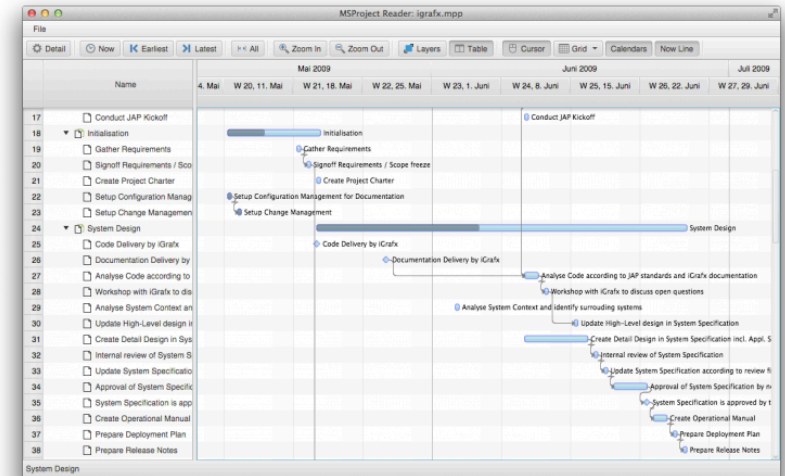 MSProject Reader: igrafx.mpp
File
Detail Now Earliest Latest All Zoom In Zoom Out Layers Table Cursor Grid Calendars Now Line
Mai 2009 Juni 2009 Juli 2009
Name 4. Mai W 20, 11. Mai W 21, 18. Mai W 22, 25. Mai W 23, 1. Juni W 24, 8. Juni W 25, 15. Juni W 26, 22. Juni W 27, 29. Juni
17 Conduct JAP Kickoff Conduct JAP Kickoff
18 Initialisation Initialisation
19 Gather Requirements Gather Requirements
20 Signoff Requirements / Sco Signoff Requirements / Scope freeze
21 Create Project Charter Create Project Charter
22 Setup Configuration Manag Setup Configuration Management for Documentation
23 Setup Change Managemen Setup Change Management
24 System Design System Design
25 Code Delivery by iGrafx Code Delivery by iGrafx
26 Documentation Delivery by Documentation Delivery by iGrafx
27 Analyse Code according to Analyse Code according to JAP standards and iGrafx documentation
28 Workshop with iGrafx to dis Workshop with iGrafx to discuss open questions
29 Analyse System Context an Analyse System Context and identify surrouding systems
30 Update High-Level design i Update High-Level design in System Specification
31 Create Detail Design in Sys Create Detail Design in System Specification incl. Appl. S
32 Internal review of System S Internal review of System Specification
33 Update System Specificatio Update System Specification according to review fi
34 Approval of System Specific Approval of System Specification by n
35 System Specification is app System Specification is approved by t
36 Create Operational Manual Create Operational Manual
37 Prepare Deployment Plan Prepare Deployment Plan
38 Prepare Release Notes Prepare Release Notes
System Design